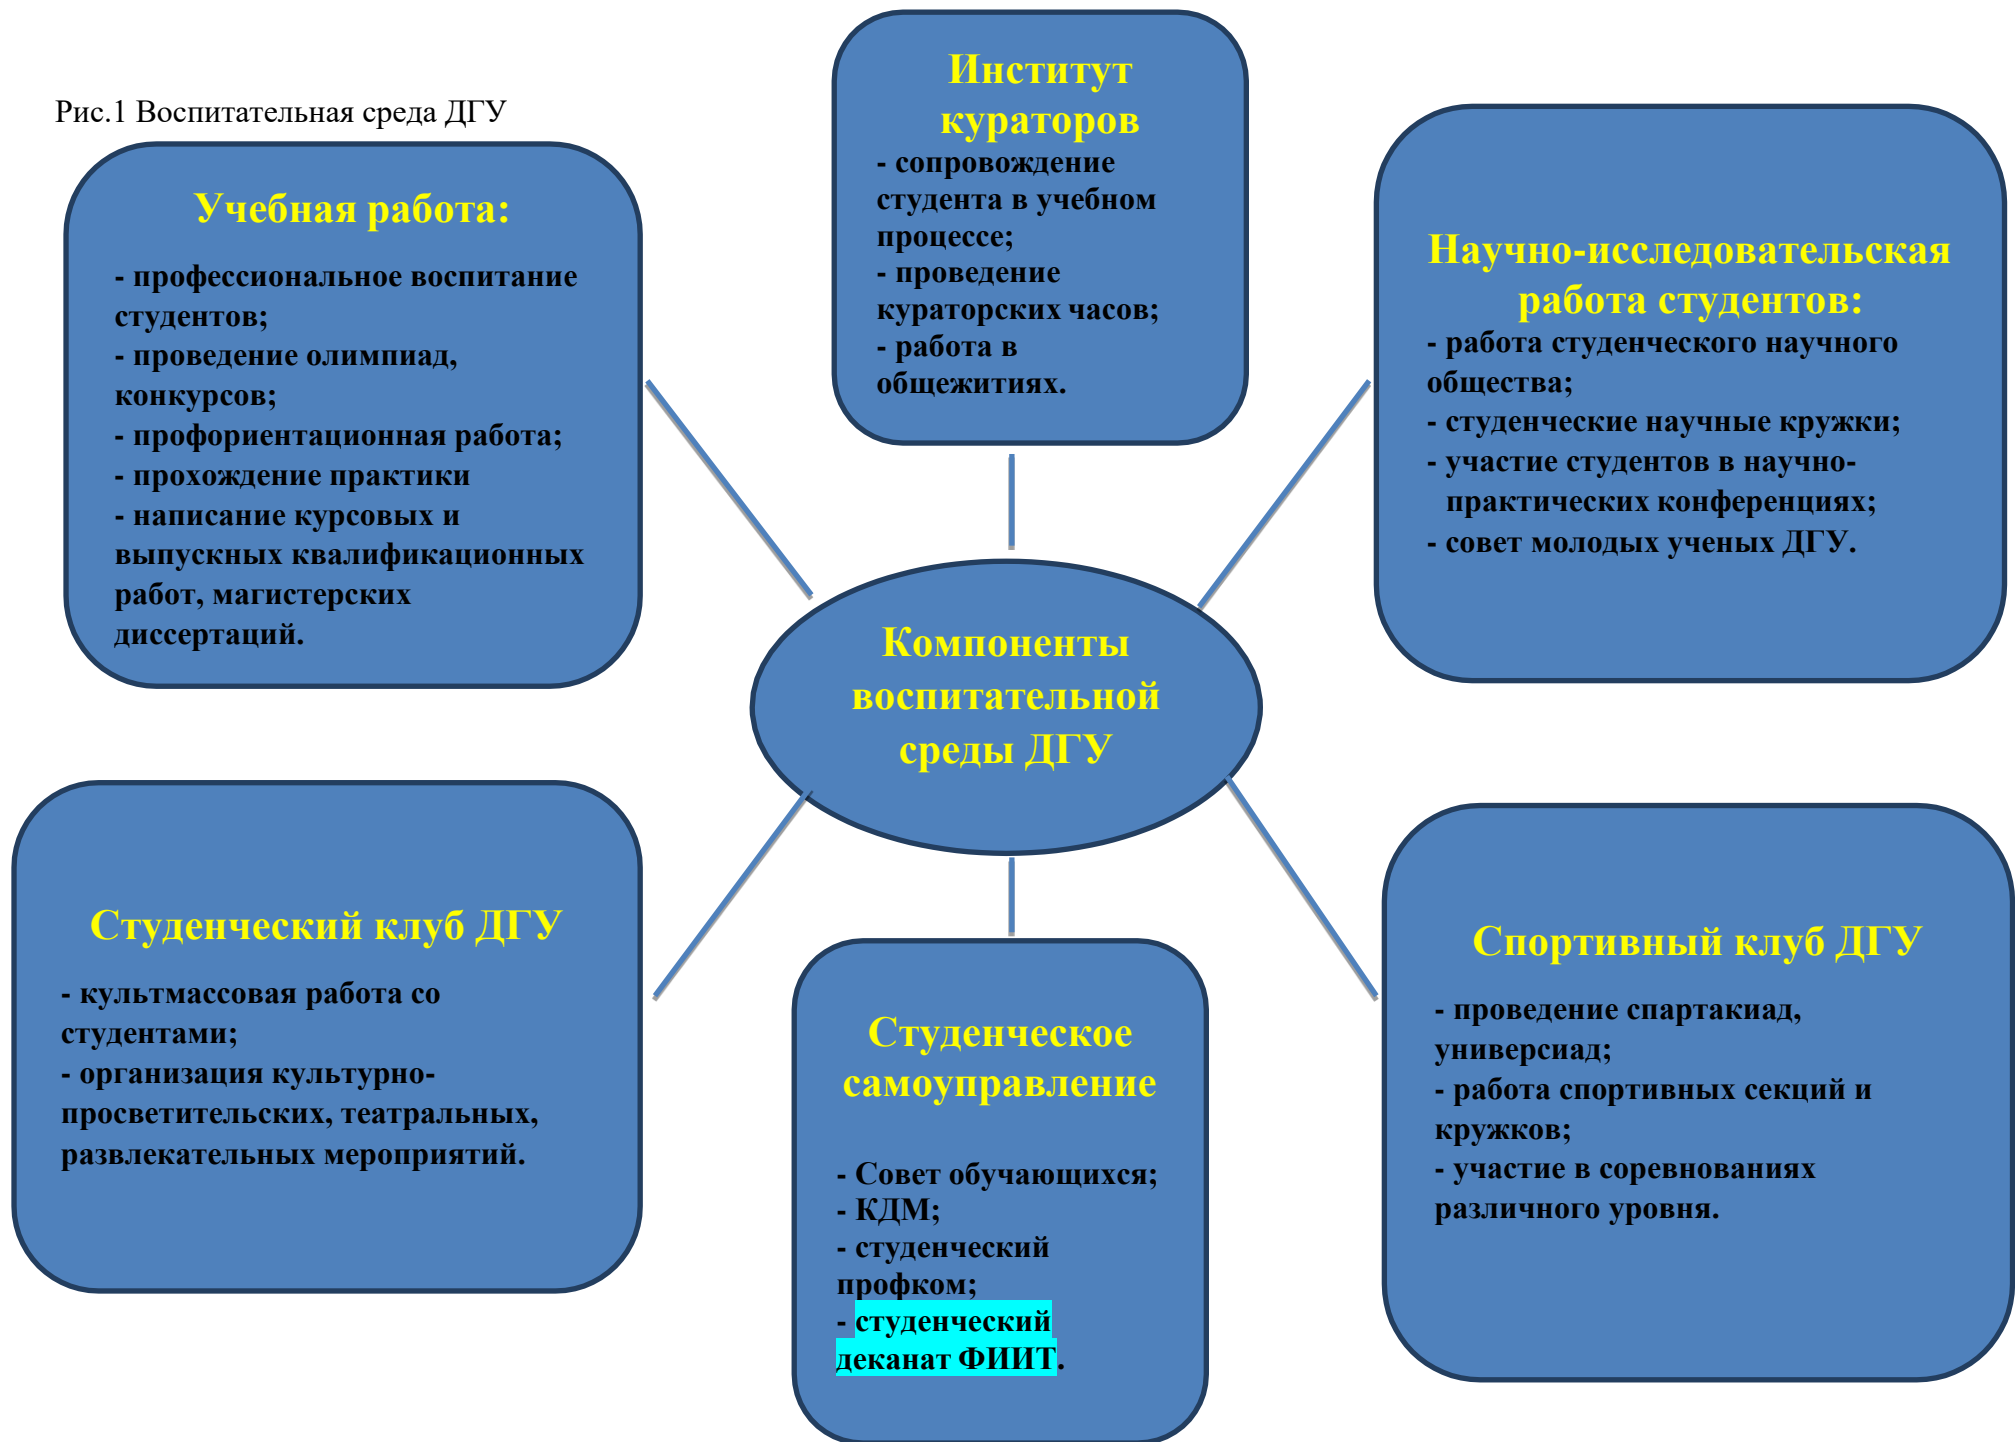 Рис.1 Воспитательная среда ДГУ
Учебная работа:
- профессиональное воспитание
студентов;
- проведение олимпиад,
конкурсов;
- профориентационная работа;
- прохождение практики
- написание курсовых и
выпускных квалификационных
работ, магистерских
диссертаций.
Институт
кураторов
- сопровождение
студента в учебном
процессе;
- проведение
кураторских часов;
- работа в
общежитиях.
Научно-исследовательская
работа студентов:
- работа студенческого научного
общества;
- студенческие научные кружки;
- участие студентов в научно-
практических конференциях;
- совет молодых ученых ДГУ.
Компоненты
воспитательной
среды ДГУ
Студенческий клуб ДГУ
- культмассовая работа со
студентами;
- организация культурно-
просветительских, театральных,
развлекательных мероприятий.
Студенческое
самоуправление
- Совет обучающихся;
- КДМ;
- студенческий
профком;
- студенческий
деканат ФИИТ.
Спортивный клуб ДГУ
- проведение спартакиад,
универсиад;
- работа спортивных секций и
кружков;
- участие в соревнованиях
различного уровня.